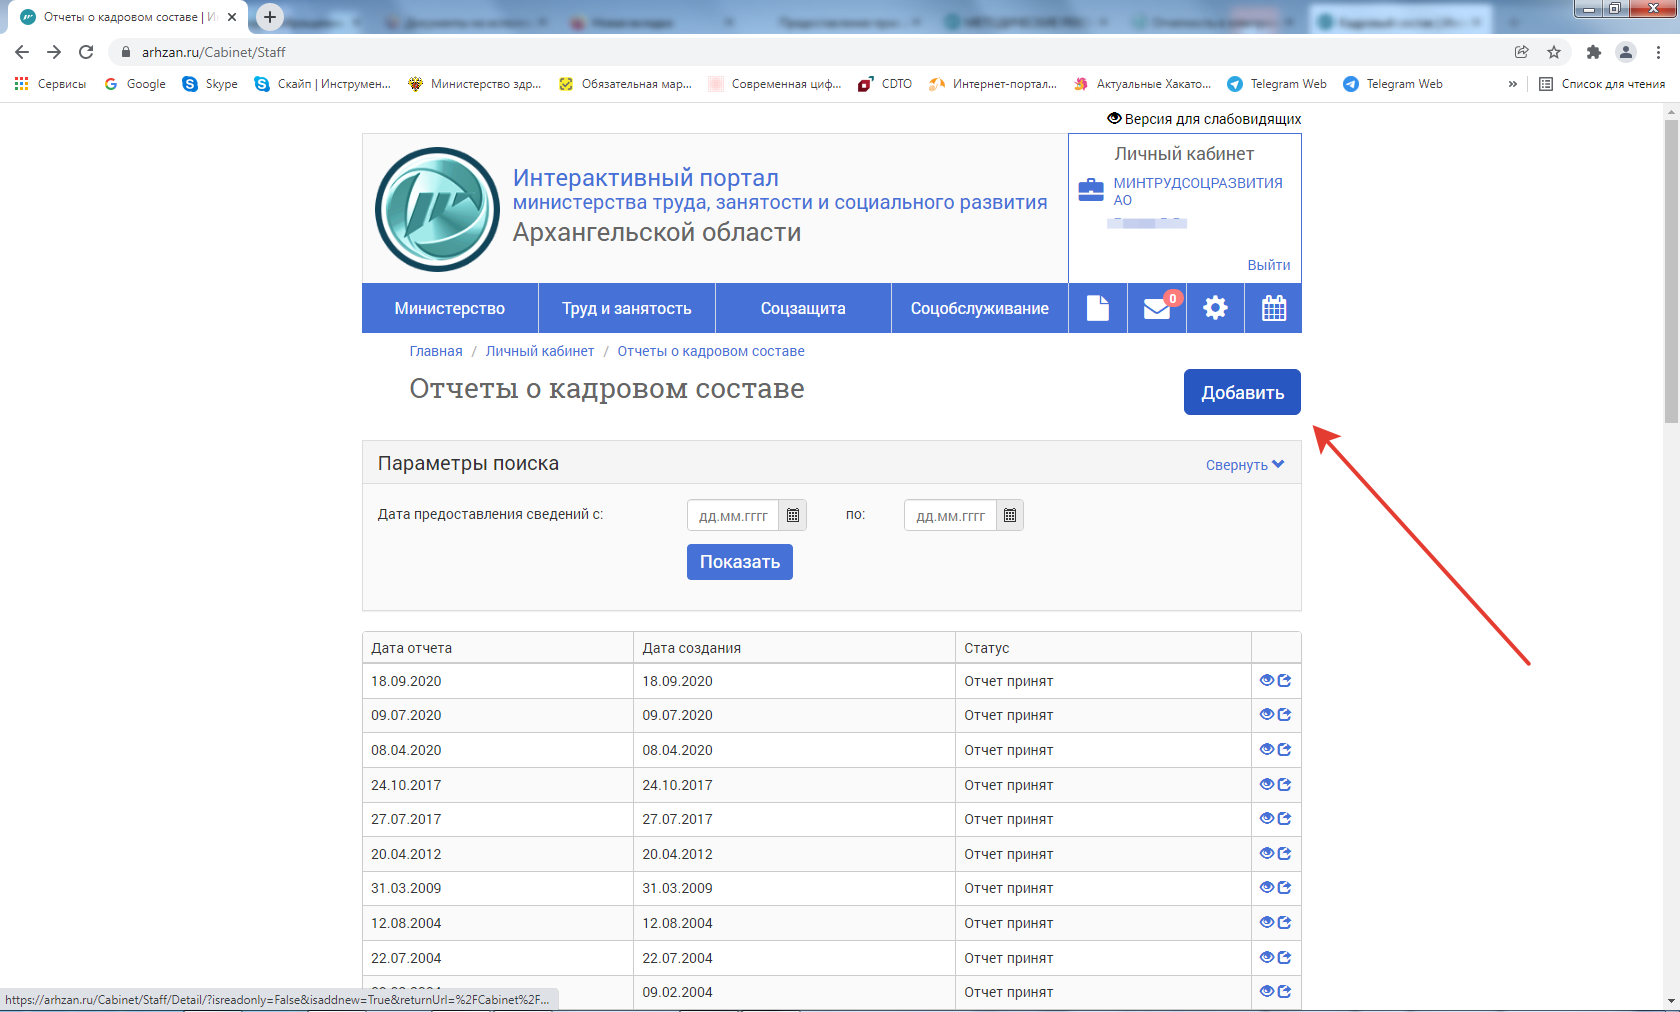 Отчеты о кадровом составе | И
arhzan.ru/Cabinet/Staff
Сервисы
Google
Skype
Скайп | Инструмен...
Министерство здр...
Обязательная мар...
Современная циф...
CDTO
Интернет-портал...
Актуальные Хакато...
Telegram Web
Telegram Web
»
Список для чтения
Версия для слабовидящих
Интерактивный портал
министерства труда, занятости и социального развития
Архангельской области
Личный кабинет
МИНТРУДСОЦРАЗВИТИЯ
АО
Выйти
Министерство
Труд и занятость
Соцзащита
Соцобслуживание
0
Главная / Личный кабинет / Отчеты о кадровом составе
Отчеты о кадровом составе
Добавить
Параметры поиска
Свернуть
Дата предоставления сведений с: дд.мм.гггг по: дд.мм.гггг
Показать
Дата отчета Дата создания Статус
18.09.2020 18.09.2020 Отчет принят
09.07.2020 09.07.2020 Отчет принят
08.04.2020 08.04.2020 Отчет принят
24.10.2017 24.10.2017 Отчет принят
27.07.2017 27.07.2017 Отчет принят
20.04.2012 20.04.2012 Отчет принят
31.03.2009 31.03.2009 Отчет принят
12.08.2004 12.08.2004 Отчет принят
22.07.2004 22.07.2004 Отчет принят
09.02.2004 Отчет принят
https://arhzan.ru/Cabinet/Staff/Detail/?isreadonly=False&isaddnew=True&returnUrl=%2FCabinet%2F...